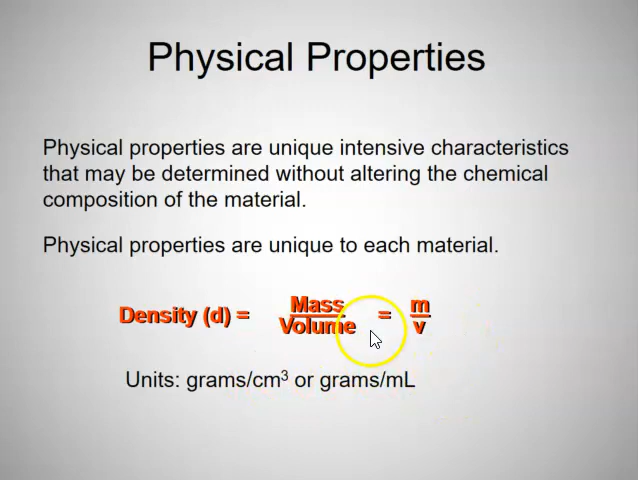 Physical Properties
Physical properties are unique intensive characteristics
that may be determined without altering the chemical
composition of the material.
Physical properties are unique to each material.
Density (d) = Mass/Volume = m/v
Units: grams/cm³ or grams/mL